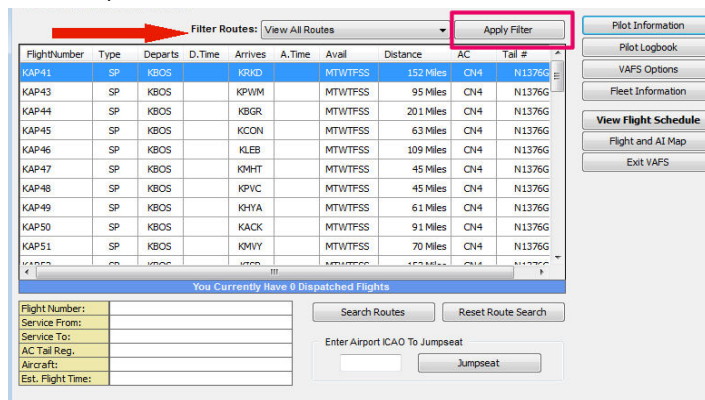 Filter Routes: View All Routes Apply Filter Pilot Information
Pilot Logbook
FlightNumber Type Departs D.Time Arrives A.Time Avail Distance AC Tail #
KAP41 SP KBOS KRKD MTWTFSS 152 Miles CN4 N1376G
VAFS Options
KAP43 SP KBOS KPWM MTWTFSS 95 Miles CN4 N1376G
Fleet Information
KAP44 SP KBOS KBGR MTWTFSS 201 Miles CN4 N1376G
View Flight Schedule
KAP45 SP KBOS KCON MTWTFSS 63 Miles CN4 N1376G
Flight and AI Map
KAP46 SP KBOS KLEB MTWTFSS 109 Miles CN4 N1376G
Exit VAFS
KAP47 SP KBOS KMHT MTWTFSS 45 Miles CN4 N1376G
KAP48 SP KBOS KPVC MTWTFSS 45 Miles CN4 N1376G
KAP49 SP KBOS KHYA MTWTFSS 61 Miles CN4 N1376G
KAP50 SP KBOS KACK MTWTFSS 91 Miles CN4 N1376G
KAP51 SP KBOS KMVY MTWTFSS 70 Miles CN4 N1376G
You Currently Have 0 Dispatched Flights
Flight Number:
Service From:
Service To:
AC Tail Reg.
Aircraft:
Est. Flight Time:
Search Routes Reset Route Search
Enter Airport ICAO To Jumpseat
Jumpseat